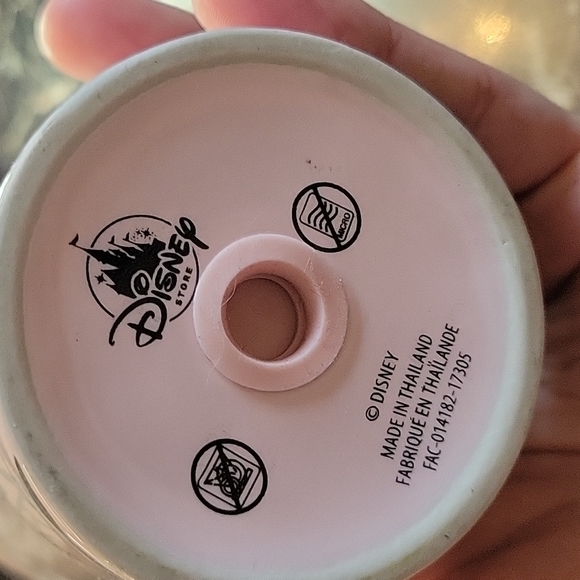 Disney
STORE
MICRO
© DISNEY
MADE IN THAILAND
FABRIQUÉ EN THAÏLANDE
FAC-014182-17305